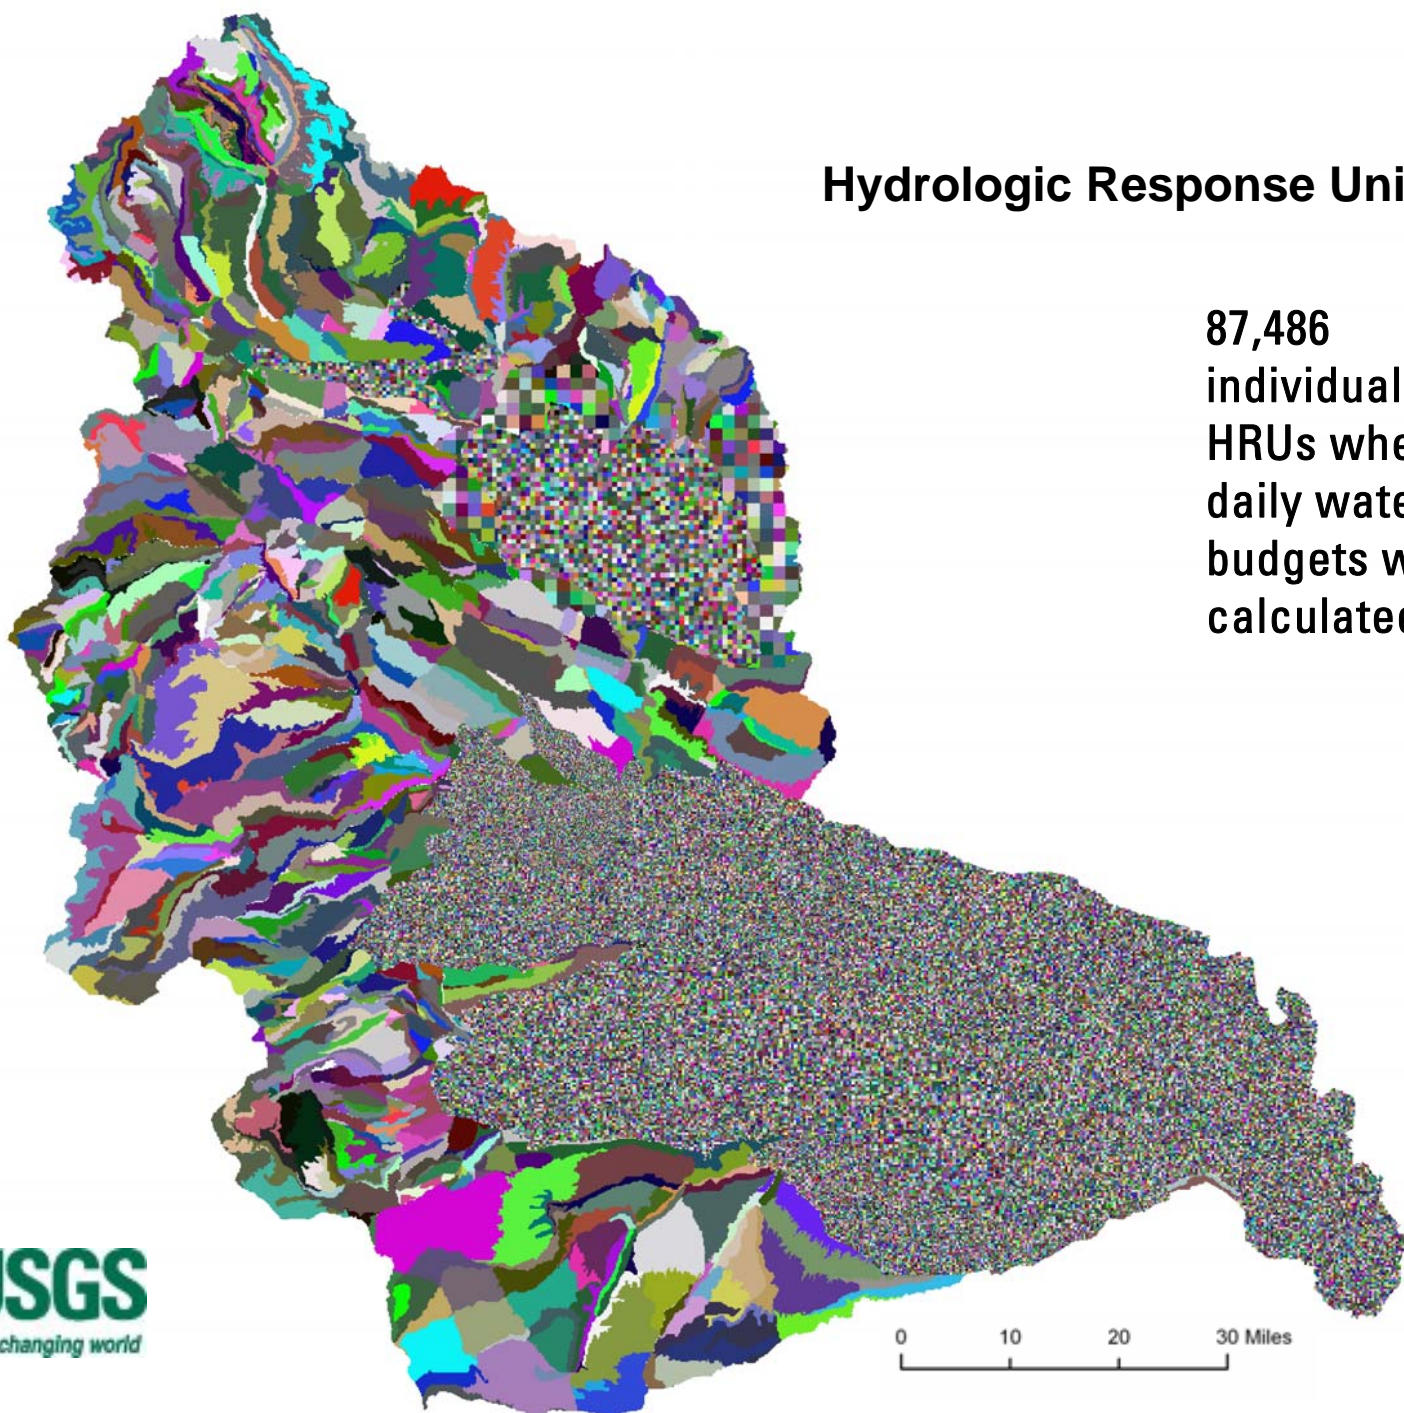 Hydrologic Response Uni
87,486
individual
HRUs whe
daily wate
budgets w
calculated
USGS
changing world
0 10 20 30 Miles